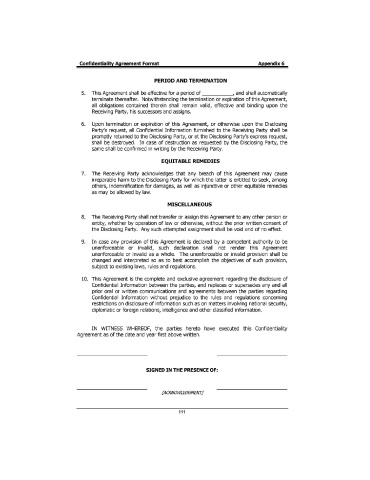 Confidentiality Agreement Format Appendix 6
PERIOD AND TERMINATION
5. This Agreement shall be effective for a period of ___________, and shall automatically
terminate thereafter. Notwithstanding the termination or expiration of this Agreement,
all obligations contained therein shall remain valid, effective and binding upon the
Receiving Party, his successors and assigns.
6. Upon termination or expiration of this Agreement, or otherwise upon the Disclosing
Party's request, all Confidential Information furnished to the Receiving Party shall be
promptly returned to the Disclosing Party, or at the Disclosing Party's express request,
shall be destroyed. In case of destruction as requested by the Disclosing Party, the
same shall be confirmed in writing by the Receiving Party.
EQUITABLE REMEDIES
7. The Receiving Party acknowledges that any breach of this Agreement may cause
irreparable harm to the Disclosing Party for which the latter is entitled to seek, among
others, indemnification for damages, as well as injunctive or other equitable remedies
as may be allowed by law.
MISCELLANEOUS
8. The Receiving Party shall not transfer or assign this Agreement to any other person or
entity, whether by operation of law or otherwise, without the prior written consent of
the Disclosing Party. Any such attempted assignment shall be void and of no effect.
9. In case any provision of this Agreement is declared by a competent authority to be
unenforceable or invalid, such declaration shall not render this Agreement
unenforceable or invalid as a whole. The unenforceable or invalid provision shall be
changed and interpreted so as to best accomplish the objectives of such provision,
subject to existing laws, rules and regulations.
10. This Agreement is the complete and exclusive agreement regarding the disclosure of
Confidential Information between the parties, and replaces or supersedes any and all
prior oral or written communications and agreements between the parties regarding
Confidential Information without prejudice to the rules and regulations concerning
restrictions on disclosure of information such as on matters involving national security,
diplomatic or foreign relations, intelligence and other classified information.
IN WITNESS WHEREOF, the parties hereto have executed this Confidentiality
Agreement as of the date and year first above written.
SIGNED IN THE PRESENCE OF:
[ACKNOWLEDGMENT]